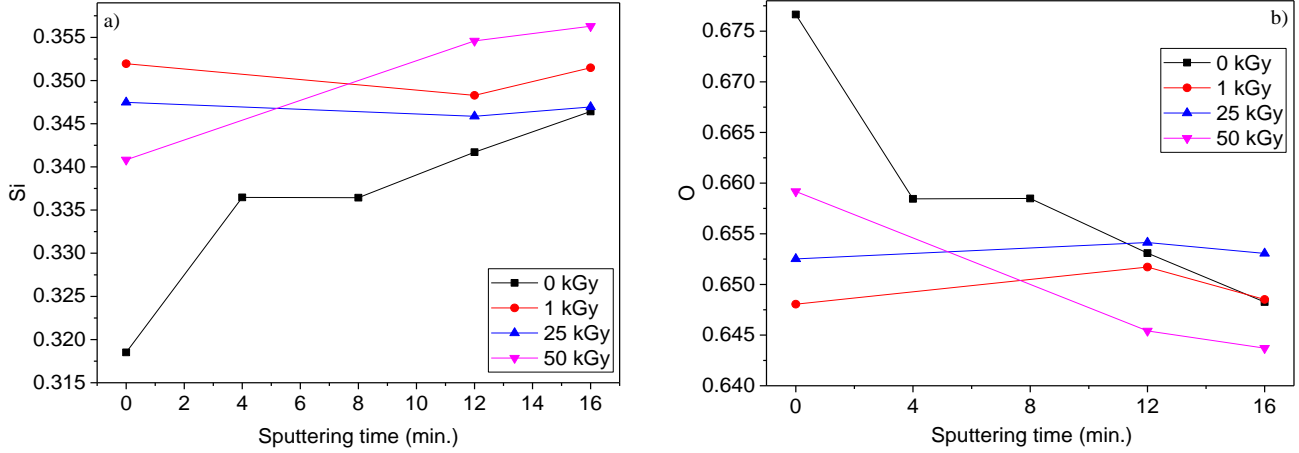 a)
0.355
0.350
0.345
0.340
0.335
0.330
0.325
0.320
0.315
Si
0 kGy
1 kGy
25 kGy
50 kGy
0 2 4 6 8 10 12 14 16
Sputtering time (min.)
b)
0.675
0.670
0.665
0.660
0.655
0.650
0.645
0.640
O
0 kGy
1 kGy
25 kGy
50 kGy
0 4 8 12 16
Sputtering time (min.)